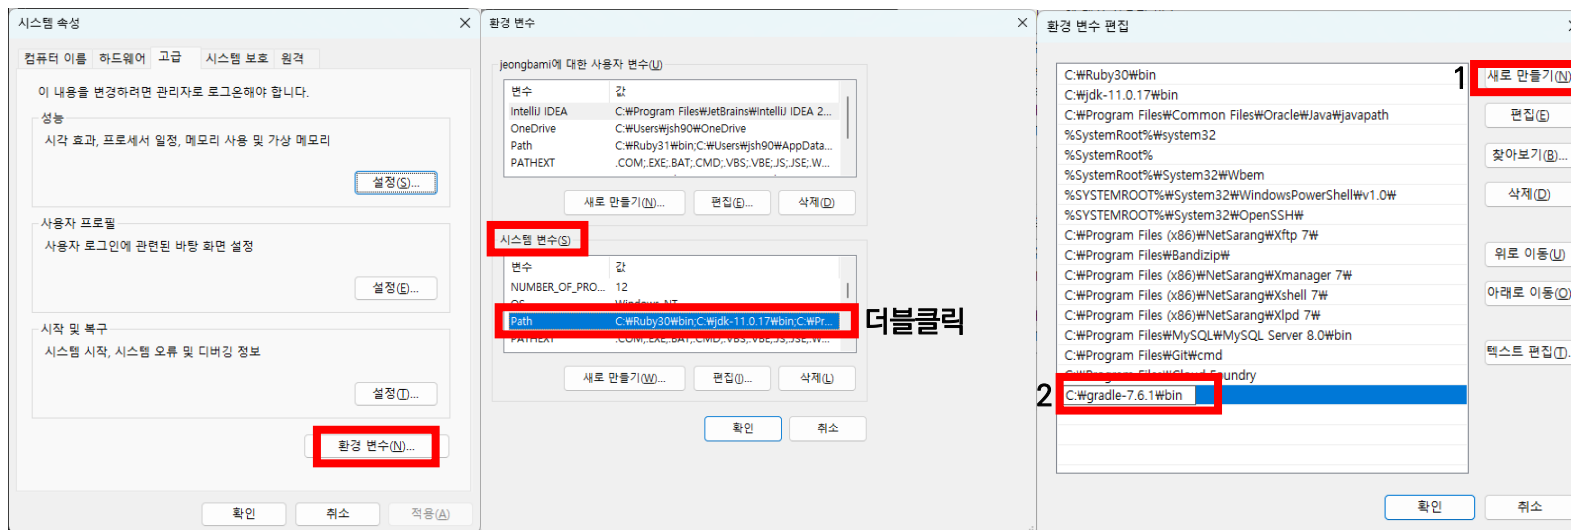 시스템 속성
컴퓨터 이름 하드웨어 고급 시스템 보호 원격
이 내용을 변경하려면 관리자로 로그온해야 합니다.
성능
시각 효과, 프로세서 일정, 메모리 사용 및 가상 메모리
설정(S)...
사용자 프로필
사용자 로그인에 관련된 바탕 화면 설정
설정(E)...
시작 및 복구
시스템 시작, 시스템 오류 및 디버깅 정보
설정(T)...
환경 변수(N)...
확인 취소 적용(A)
환경 변수
jeongbami에 대한 사용자 변수(U)
변수 값
IntelliJ IDEA C:₩Program Files₩JetBrains₩IntelliJ IDEA 2...
OneDrive C:₩Users₩jsh90₩OneDrive
Path C:₩Ruby31₩bin;C:₩Users₩jsh90₩AppData...
PATHEXT .COM;.EXE;.BAT;.CMD;.VBS;.VBE;.JS;.JSE;.W...
새로 만들기(N)... 편집(E)... 삭제(D)
시스템 변수(S)
변수 값
NUMBER_OF_PRO... 12
OS Windows_NT
Path C:₩Ruby30₩bin;C:₩jdk-11.0.17₩bin;C:₩Pr...
PATHEXT .COM;.EXE;.BAT;.CMD;.VBS;.VBE;.JS;.JSE;.W...
더블클릭
새로 만들기(W)... 편집(I)... 삭제(L)
확인 취소
환경 변수 편집
C:₩Ruby30₩bin
C:₩jdk-11.0.17₩bin
C:₩Program Files₩Common Files₩Oracle₩Java₩javapath
%SystemRoot%₩system32
%SystemRoot%
%SystemRoot%₩System32₩Wbem
%SYSTEMROOT%₩System32₩WindowsPowerShell₩v1.0₩
%SYSTEMROOT%₩System32₩OpenSSH₩
C:₩Program Files (x86)₩NetSarang₩Xftp 7₩
C:₩Program Files₩Bandizip₩
C:₩Program Files (x86)₩NetSarang₩Xmanager 7₩
C:₩Program Files (x86)₩NetSarang₩Xshell 7₩
C:₩Program Files (x86)₩NetSarang₩Xlpd 7₩
C:₩Program Files₩MySQL₩MySQL Server 8.0₩bin
C:₩Program Files₩Git₩cmd
C:₩Program Files₩Cloud Foundry
2 C:₩gradle-7.6.1₩bin
1 새로 만들기(N)
편집(E)
찾아보기(B)...
삭제(D)
위로 이동(U)
아래로 이동(O)
텍스트 편집(T)...
확인 취소